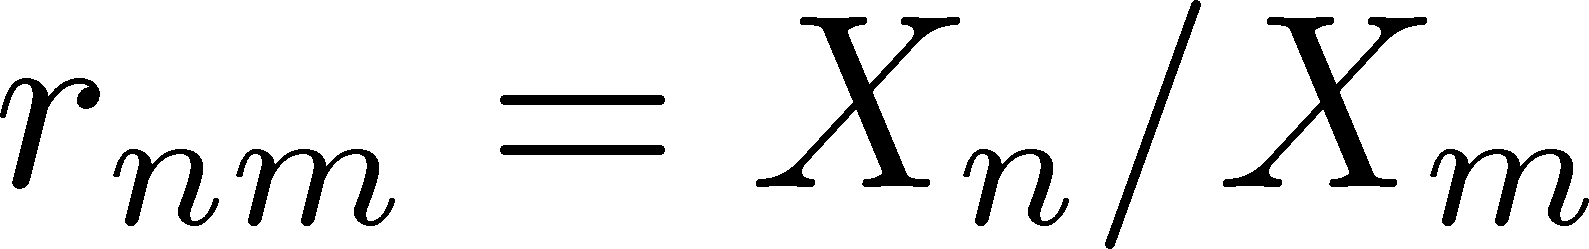 r_{nm} = X_n / X_m